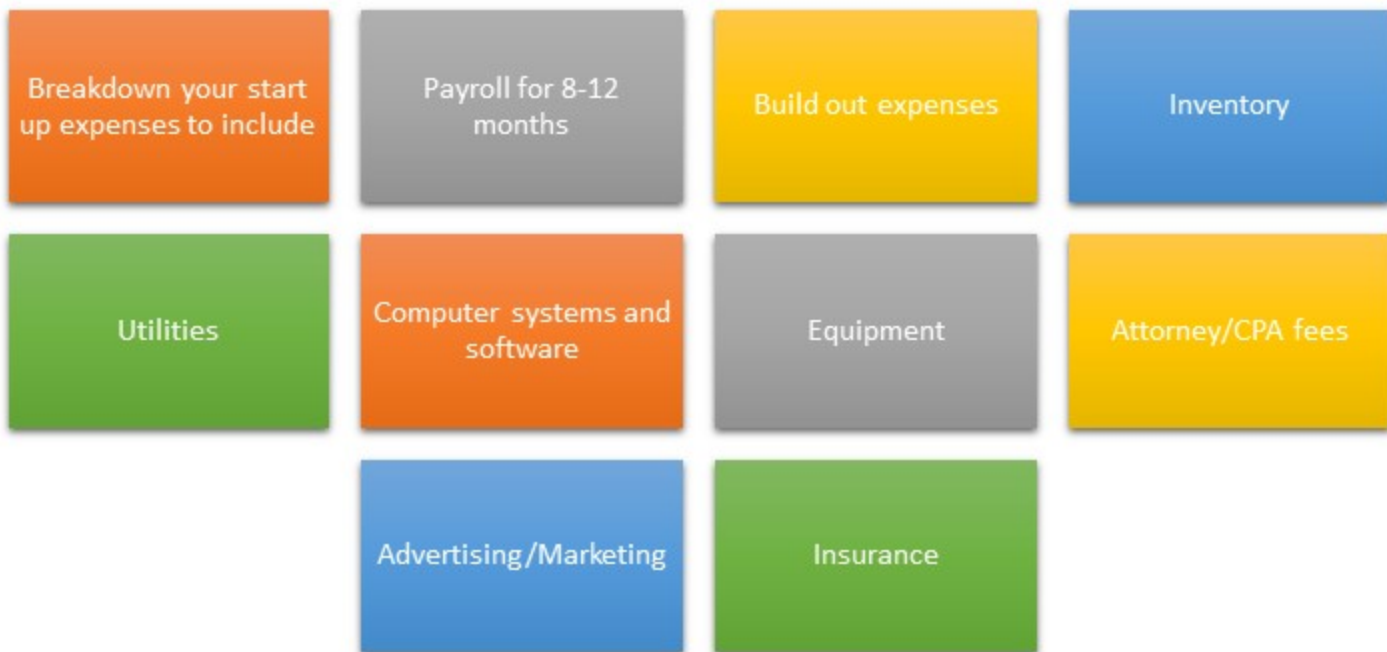 Breakdown your start
up expenses to include
Payroll for 8-12
months
Build out expenses
Inventory
Utilities
Computer systems and
software
Equipment
Attorney/CPA fees
Advertising/Marketing
Insurance